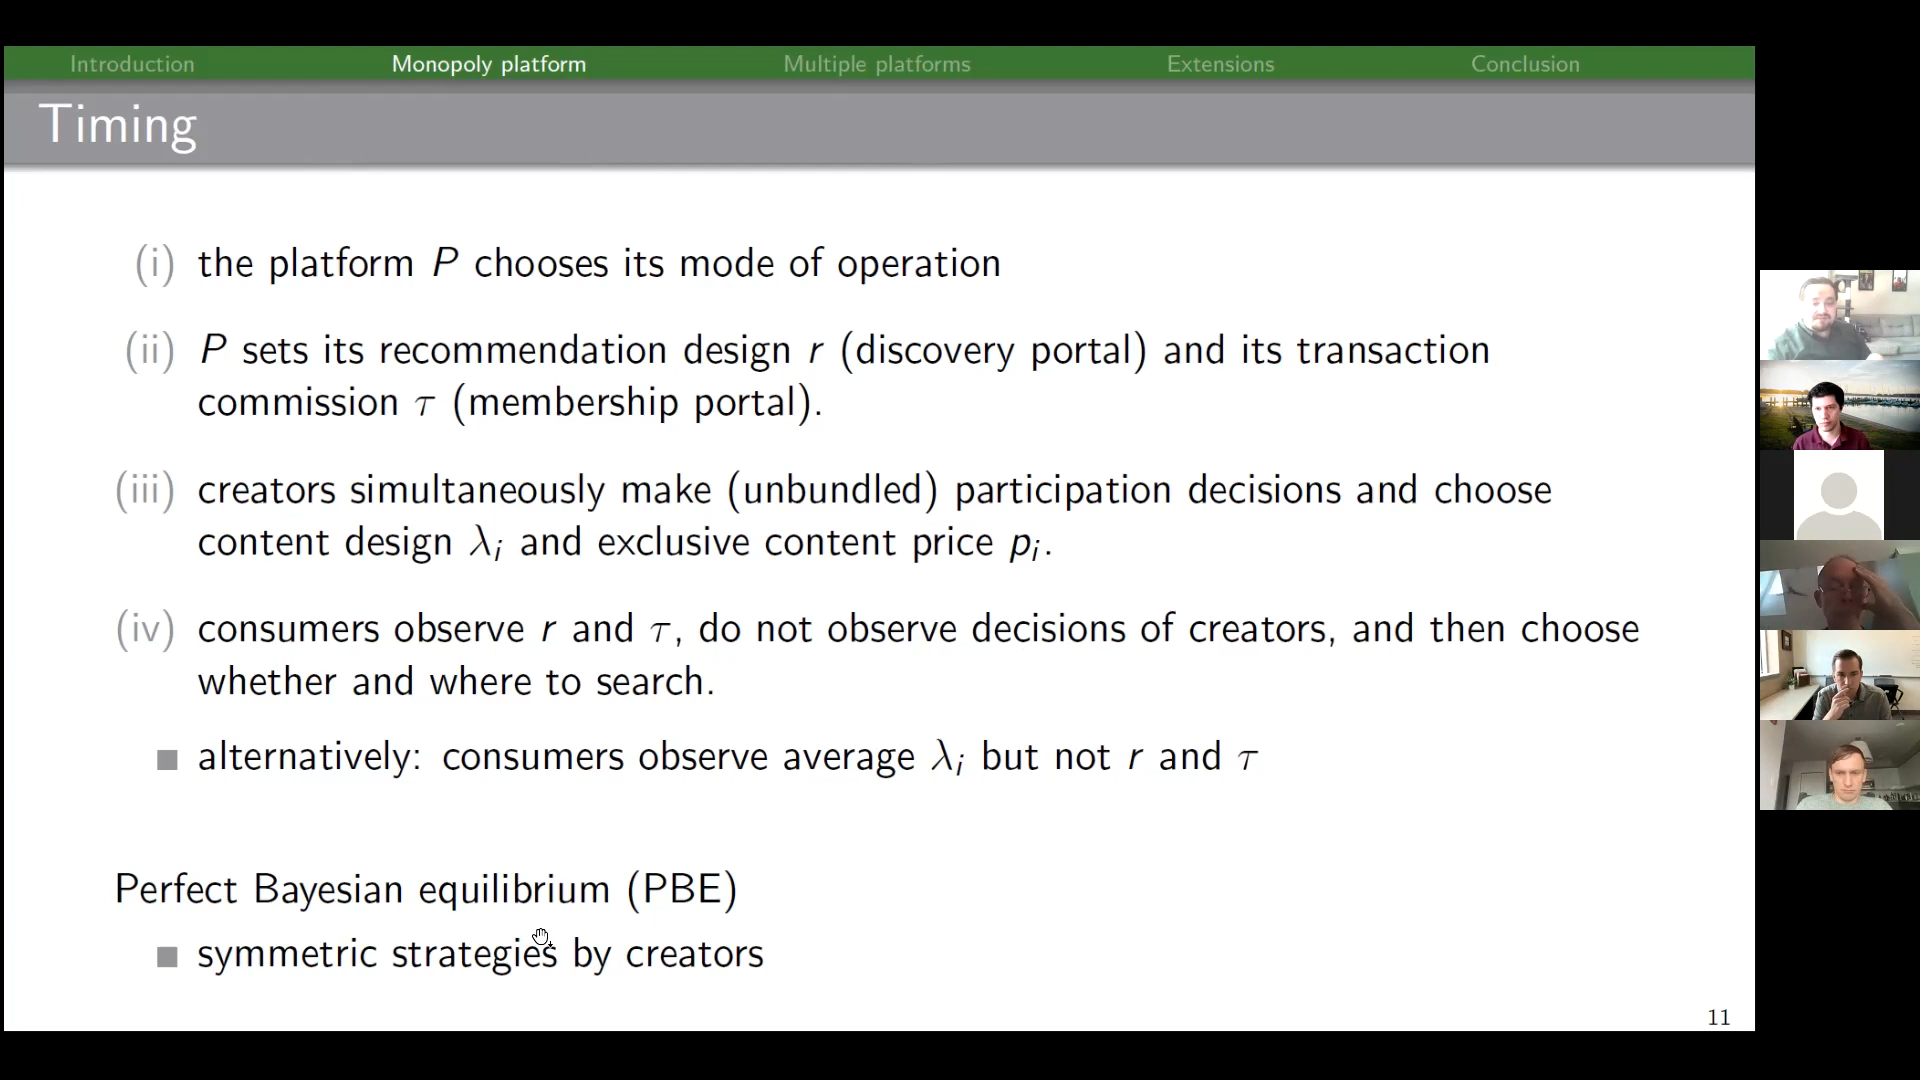 Introduction Monopoly platform Multiple platforms Extensions Conclusion
Timing
(i) the platform P chooses its mode of operation
(ii) P sets its recommendation design r (discovery portal) and its transaction
commission τ (membership portal).
(iii) creators simultaneously make (unbundled) participation decisions and choose
content design λᵢ and exclusive content price pᵢ.
(iv) consumers observe r and τ, do not observe decisions of creators, and then choose
whether and where to search.
■ alternatively: consumers observe average λᵢ but not r and τ
Perfect Bayesian equilibrium (PBE)
■ symmetric strategies by creators
11